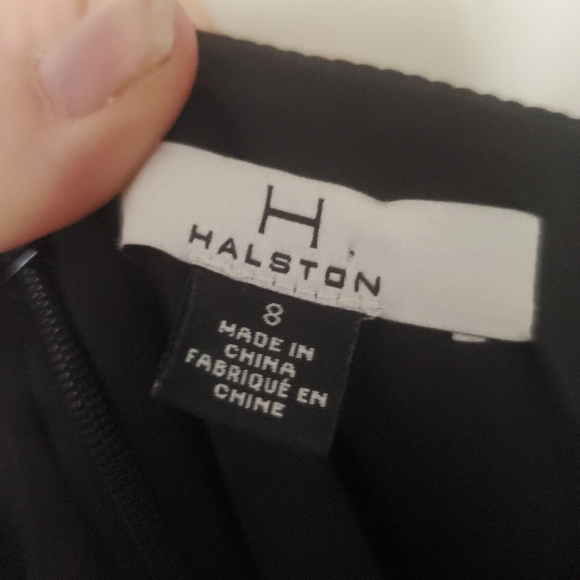 H
HALSTON
8
MADE IN
CHINA
FABRIQUÉ EN
CHINE